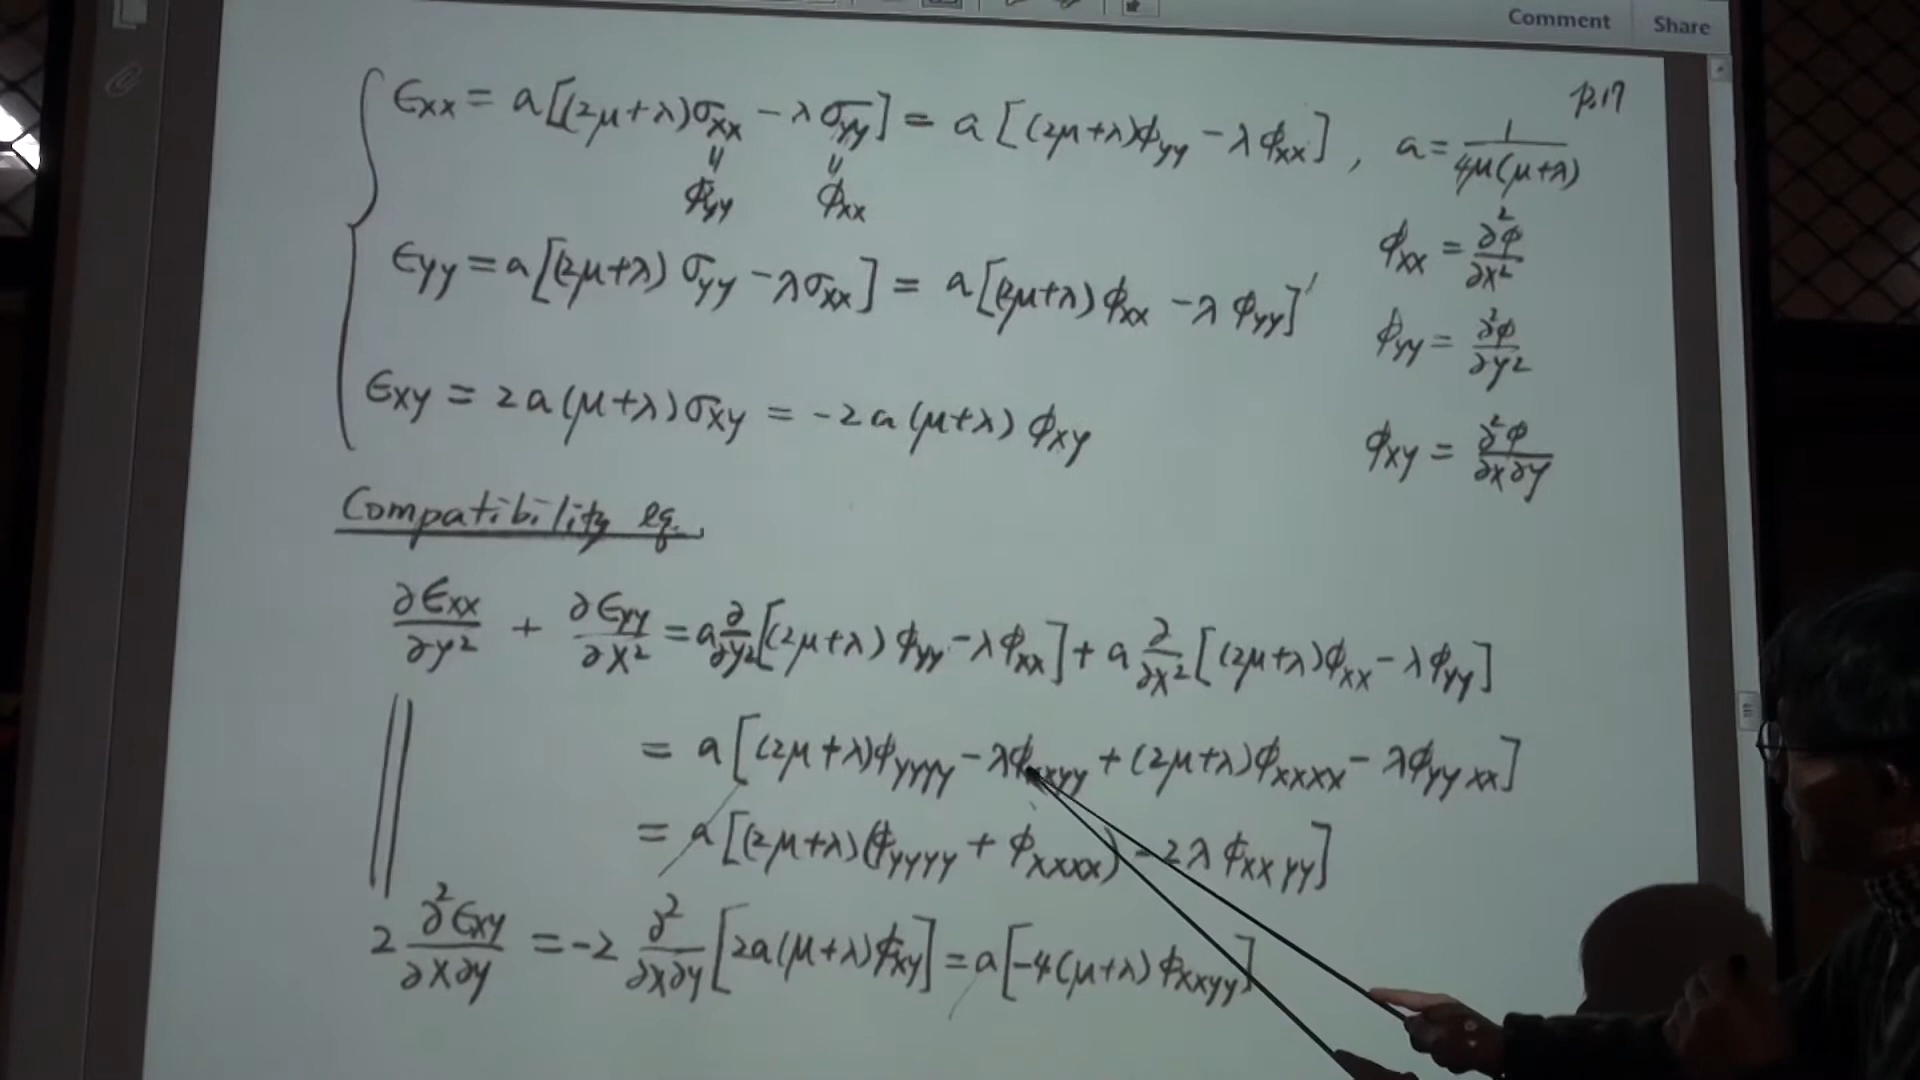 Comment Share
p.17
ϵxx = a[(2μ+λ)σxx − λσyy] = a[(2μ+λ)ϕyy − λϕxx], a = 1/4μ(μ+λ)
ϕyy ϕxx
ϕxx = ∂²ϕ/∂x²
ϵyy = a[(2μ+λ)σyy − λσxx] = a[(2μ+λ)ϕxx − λϕyy]
ϕyy = ∂²ϕ/∂y²
ϵxy = 2a(μ+λ)σxy = −2a(μ+λ)ϕxy
ϕxy = ∂²ϕ/∂x∂y
Compatibility eq.
∂ϵxx/∂y² + ∂ϵyy/∂x² = a ∂/∂y² [(2μ+λ)ϕyy − λϕxx] + a ∂/∂x² [(2μ+λ)ϕxx − λϕyy]
= a[(2μ+λ)ϕyyyy − λϕxxyy + (2μ+λ)ϕxxxx − λϕyyxx]
= a[(2μ+λ)(ϕyyyy + ϕxxxx) − 2λϕxxyy]
2 ∂²ϵxy/∂x∂y = −2 ∂²/∂x∂y [2a(μ+λ)ϕxy] = a[−4(μ+λ)ϕxxyy]